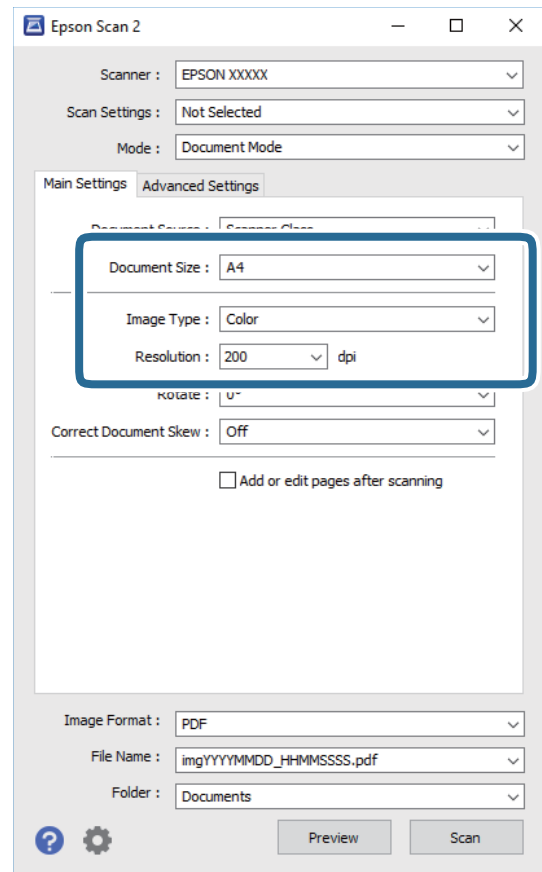 Epson Scan 2
Scanner : EPSON XXXXX
Scan Settings : Not Selected
Mode : Document Mode
Main Settings Advanced Settings
Document Size : A4
Image Type : Color
Resolution : 200 dpi
Rotate : 0°
Correct Document Skew : Off
Add or edit pages after scanning
Image Format : PDF
File Name : imgYYYYMMDD_HHMMSSSS.pdf
Folder : Documents
Preview Scan